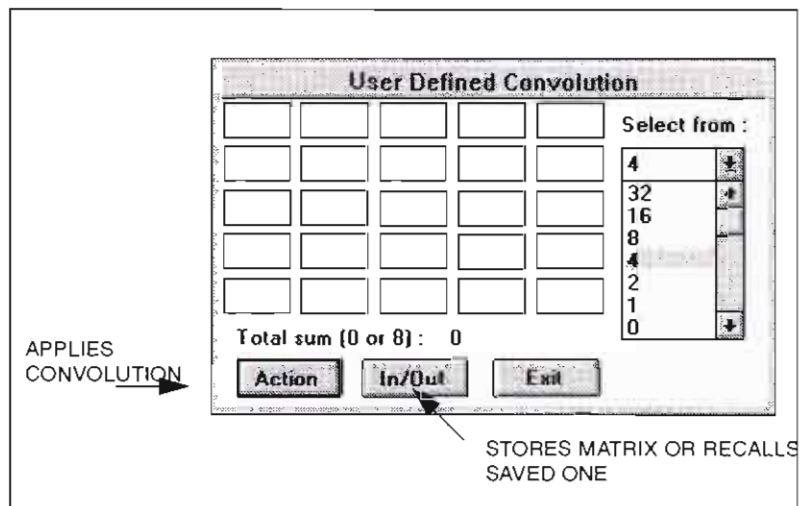 User Defined Convolution
Select from :
4
32
16
8
4
2
1
0
Total sum (0 or 8) : 0
Action
In/Out
Exit
APPLIES
CONVOLUTION
STORES MATRIX OR RECALLS
SAVED ONE